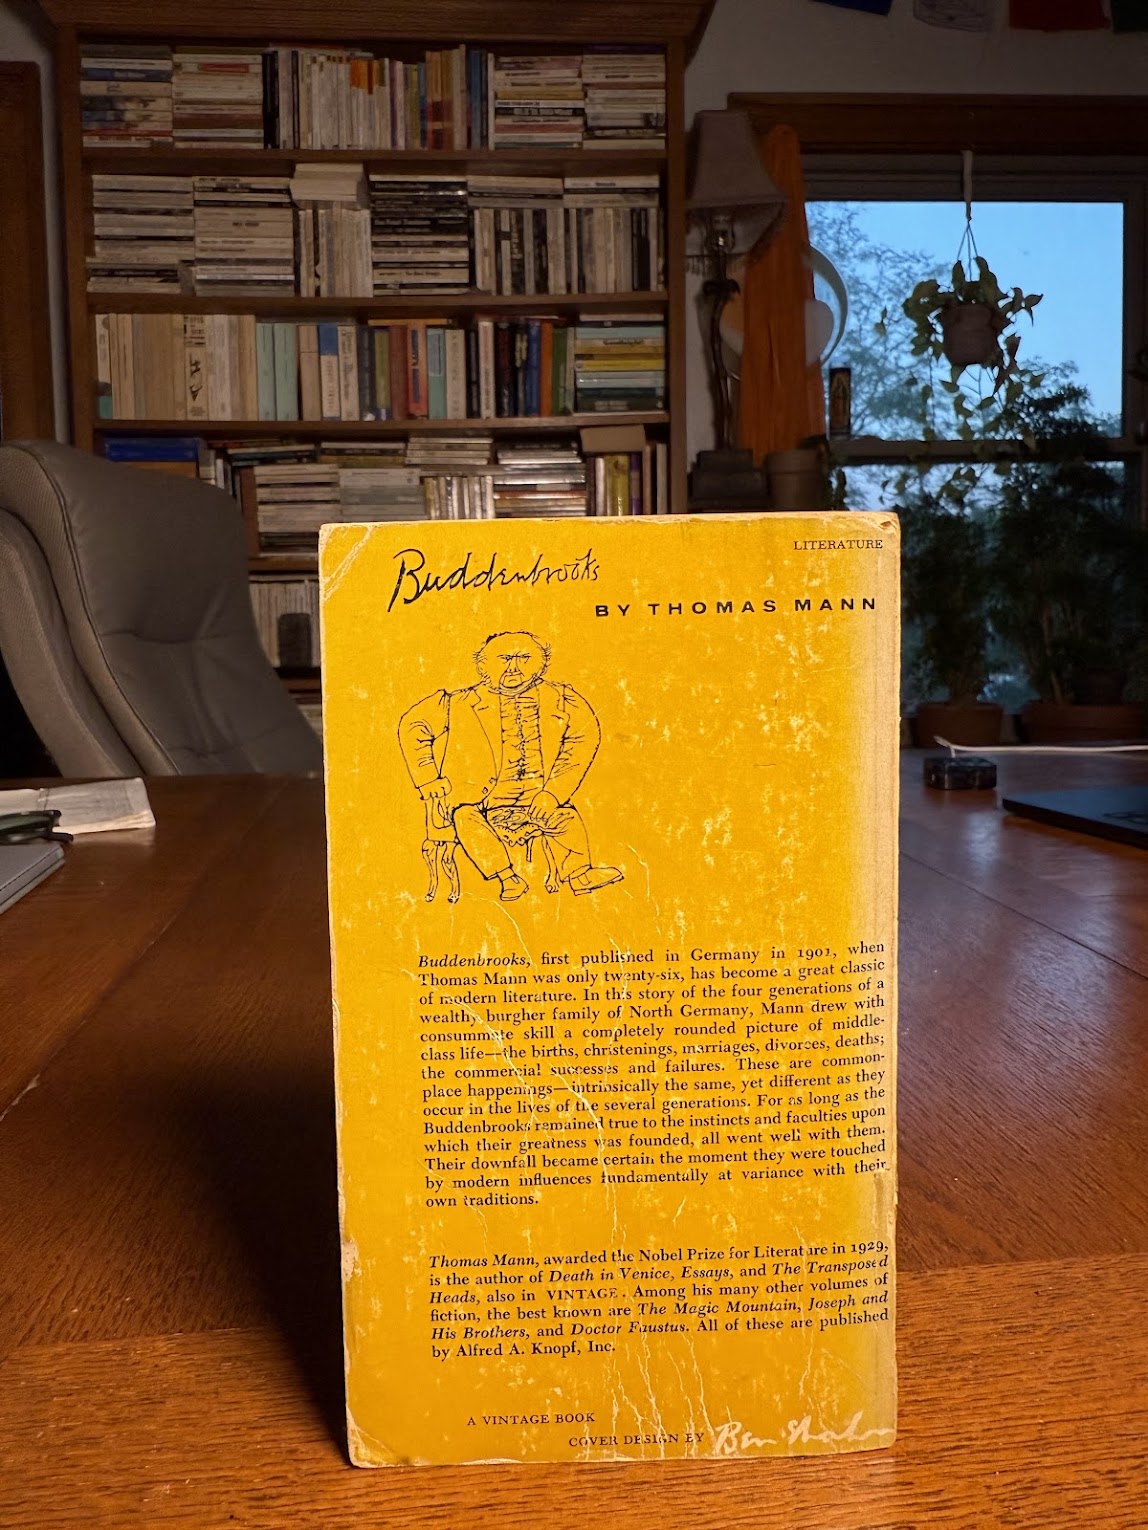 LITERATURE
Buddenbrooks
BY THOMAS MANN
Buddenbrooks, first published in Germany in 1901, when
Thomas Mann was only twenty-six, has become a great classic
of modern literature. In this story of the four generations of a
wealthy burgher family of North Germany, Mann drew with
consummate skill a completely rounded picture of middle-
class life—the births, christenings, marriages, divorces, deaths;
the commercial successes and failures. These are common-
place happenings—intrinsically the same, yet different as they
occur in the lives of the several generations. For as long as the
Buddenbrooks remained true to the instincts and faculties upon
which their greatness was founded, all went well with them.
Their downfall became certain the moment they were touched
by modern influences fundamentally at variance with their
own traditions.
Thomas Mann, awarded the Nobel Prize for Literature in 1929,
is the author of Death in Venice, Essays, and The Transposed
Heads, also in VINTAGE. Among his many other volumes of
fiction, the best known are The Magic Mountain, Joseph and
His Brothers, and Doctor Faustus. All of these are published
by Alfred A. Knopf, Inc.
A VINTAGE BOOK
COVER DESIGN BY Ben Shahn